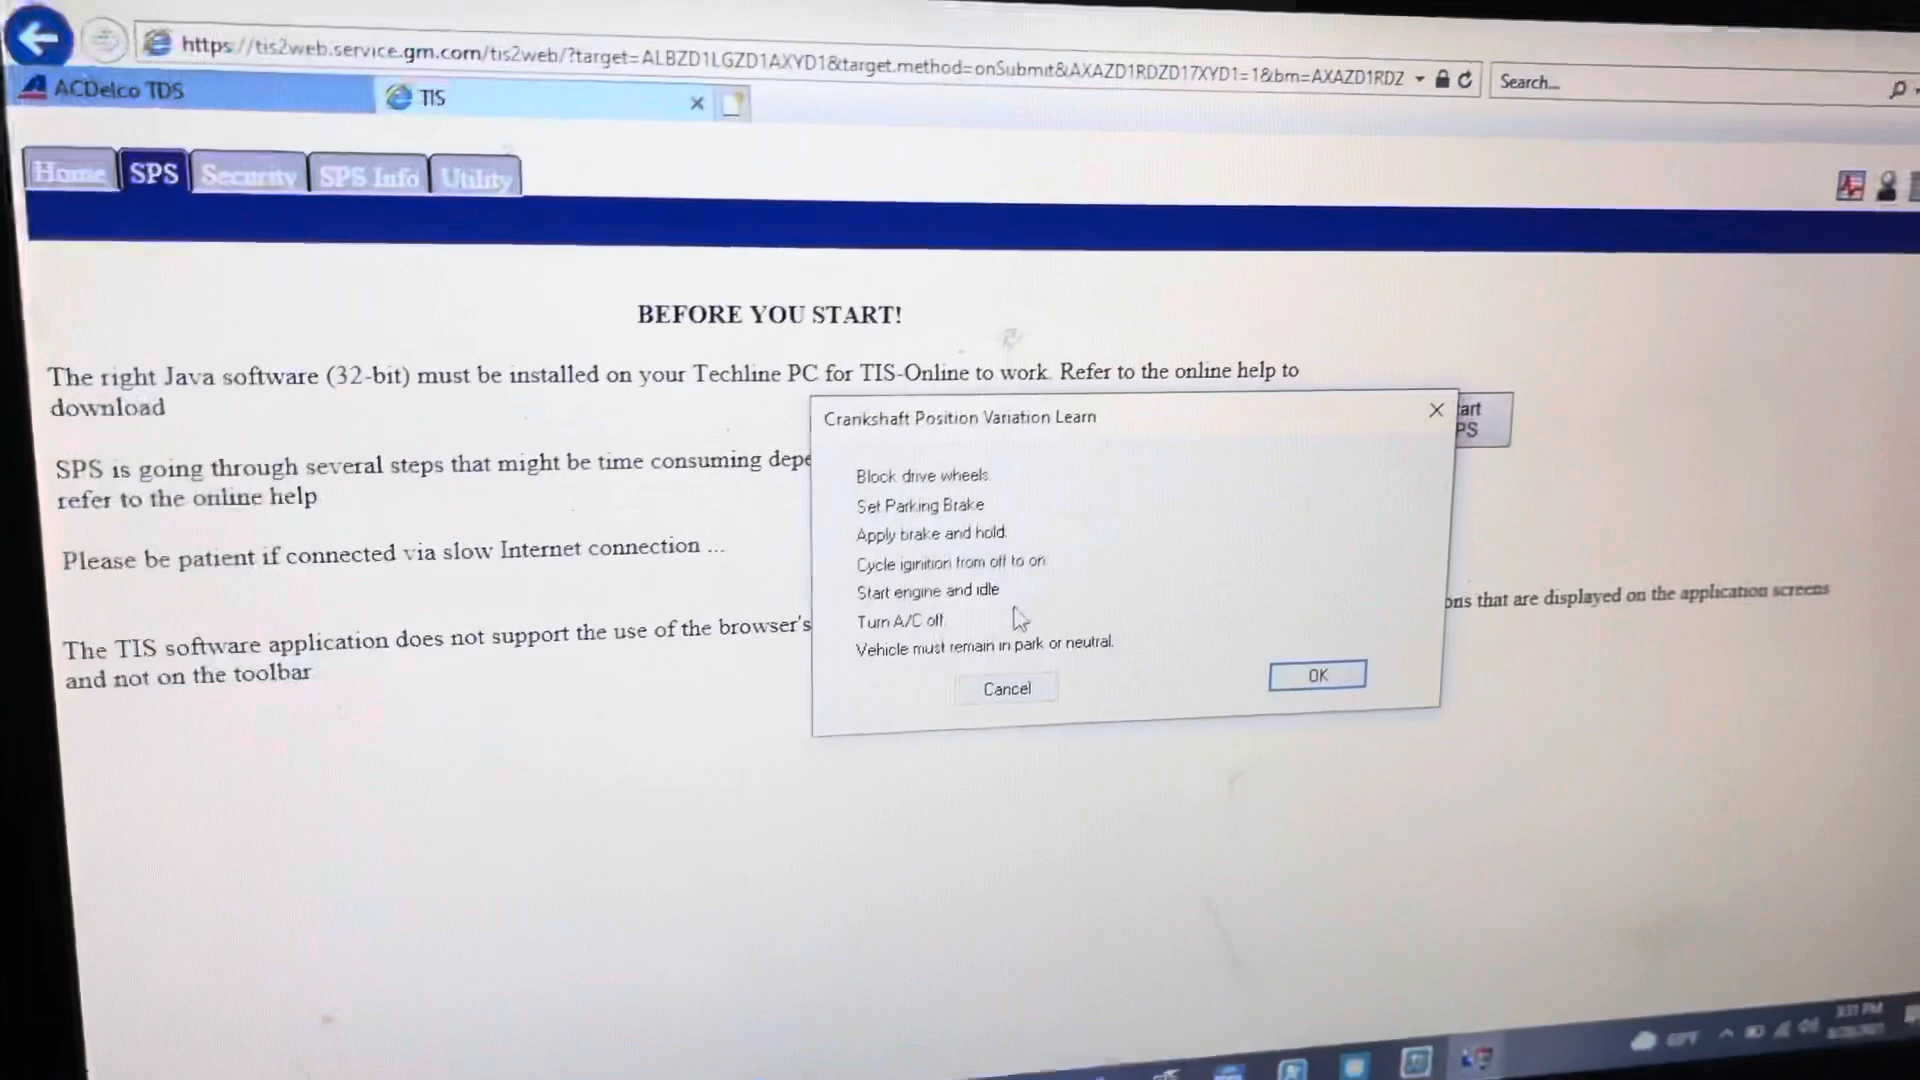 https://tis2web.service.gm.com/tis2web/?target=ALBZD1LGZD1AXYD1&target.method=onSubmit&AXAZD1RDZD17XYD1=1&bm=AXAZD1RDZ
Search...
ACDelco TDS
TIS
Home
SPS
Security
SPS Info
Utility
BEFORE YOU START!
The right Java software (32-bit) must be installed on your Techline PC for TIS-Online to work. Refer to the online help to
download
art
PS
SPS is going through several steps that might be time consuming depe
refer to the online help
Please be patient if connected via slow Internet connection ...
The TIS software application does not support the use of the browser's
ons that are displayed on the application screens
and not on the toolbar
Crankshaft Position Variation Learn
Block drive wheels.
Set Parking Brake
Apply brake and hold.
Cycle iginition from off to on
Start engine and idle
Turn A/C off.
Vehicle must remain in park or neutral.
Cancel
OK